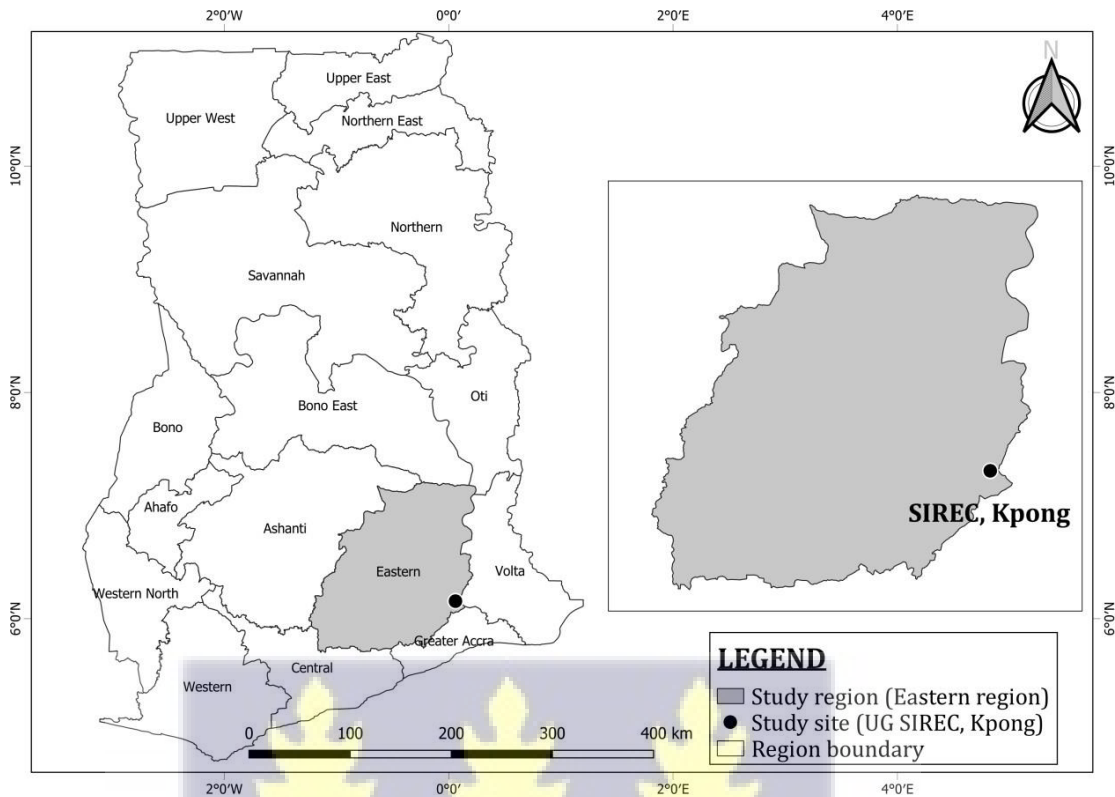 2°0'W 0°0' 2°0'E 4°0'E
N
Upper East
Upper West
Northern East
10°0'N
10°0'N
Northern
Savannah
8°0'N
8°0'N
Bono East
Oti
Bono
Ahafo
Ashanti
SIREC, Kpong
Eastern
Volta
Western North
6°0'N
6°0'N
Greater Accra
Central
Western
LEGEND
Study region (Eastern region)
Study site (UG SIREC, Kpong)
Region boundary
0 100 200 300 400 km
2°0'W 0°0' 2°0'E 4°0'E